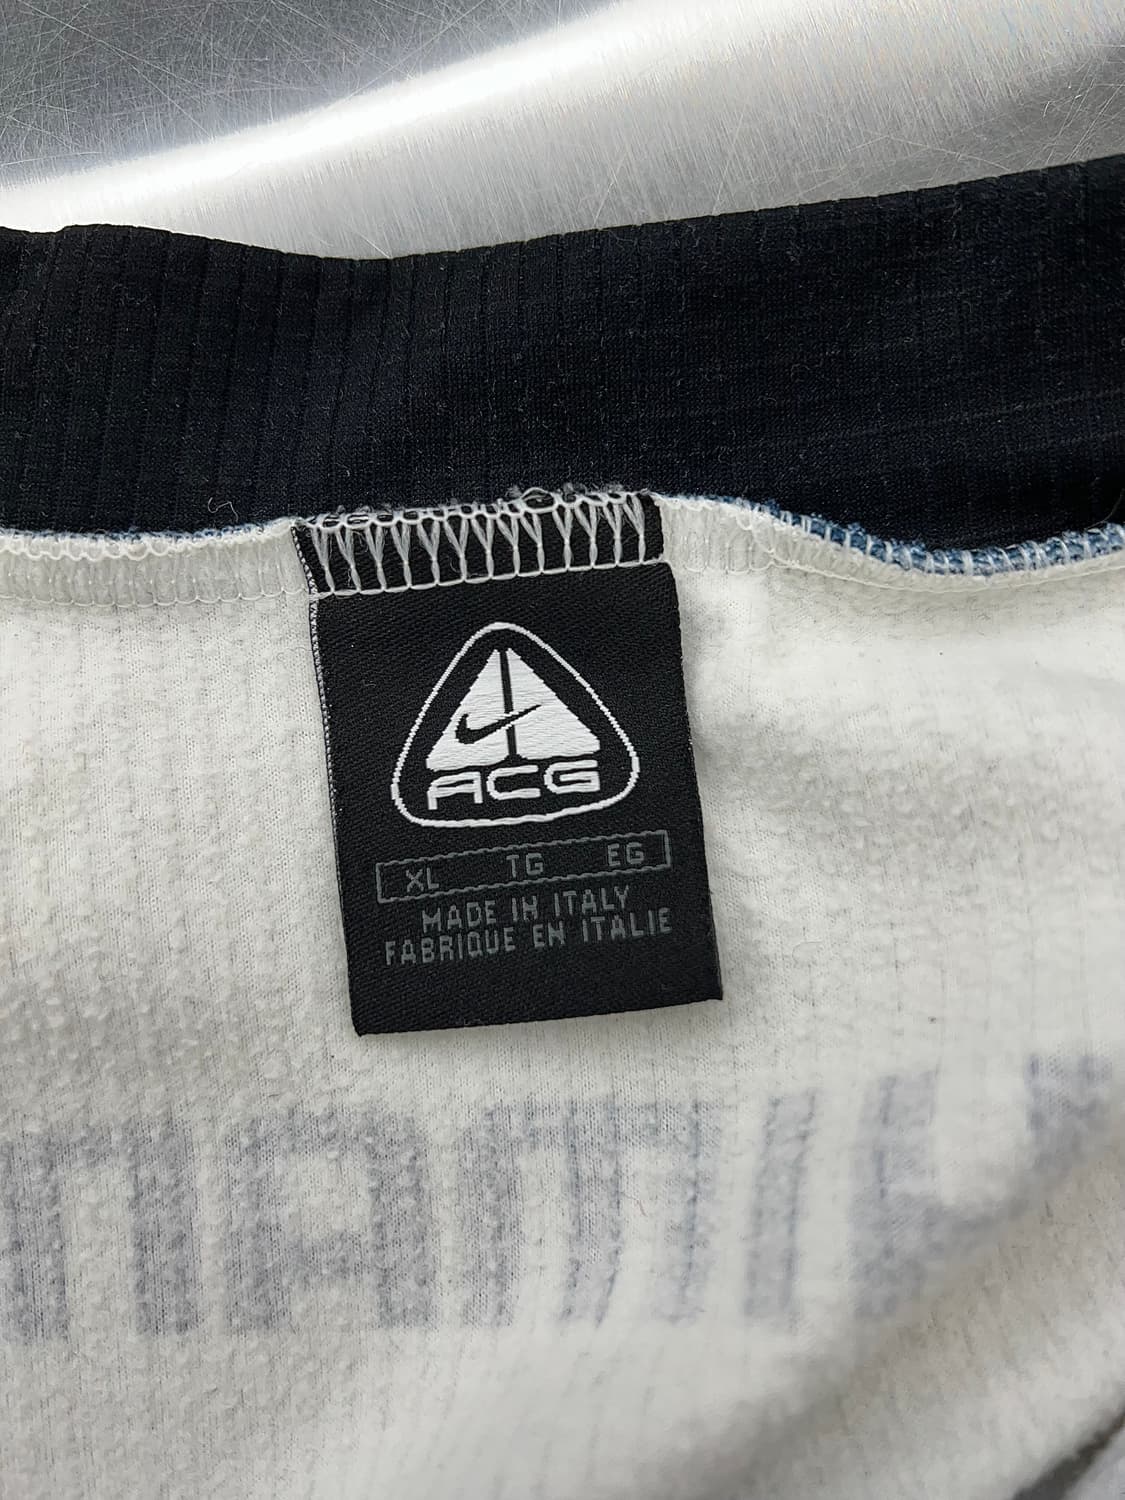 ACG
XL TG EG
MADE IN ITALY
FABRIQUE EN ITALIE